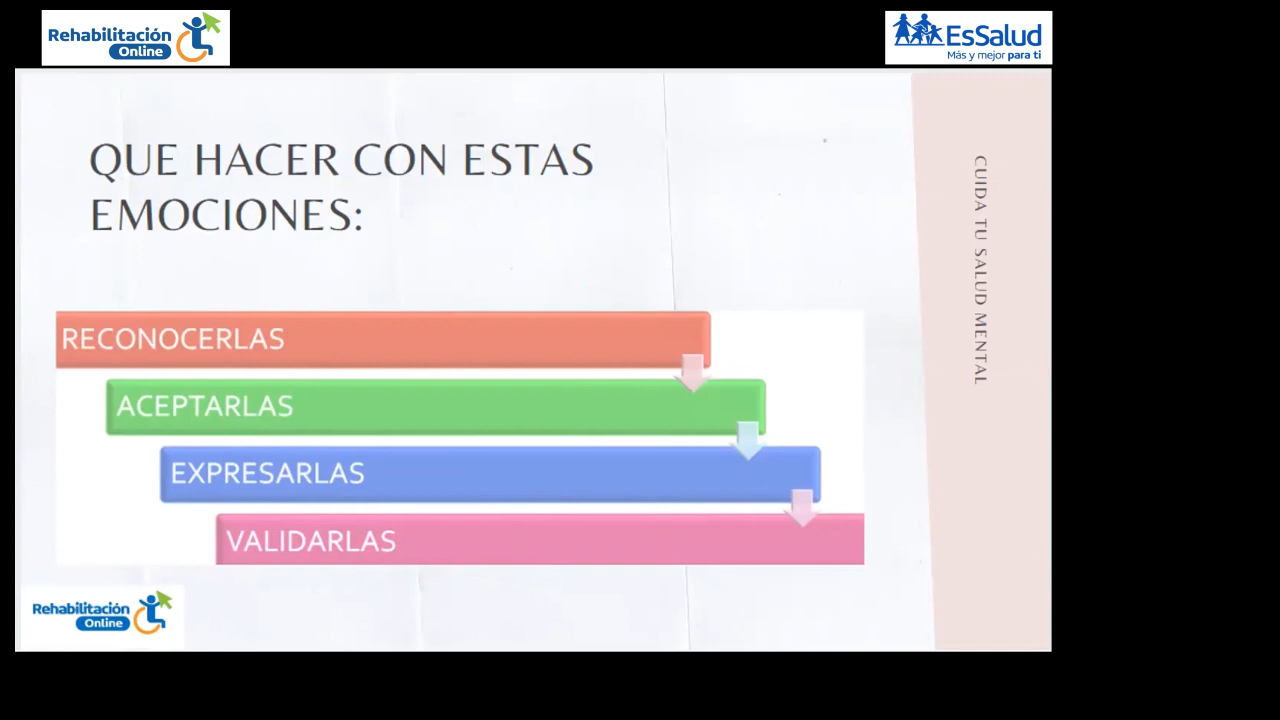 Rehabilitación
Online
EsSalud
Más y mejor para ti
QUE HACER CON ESTAS
EMOCIONES:
RECONOCERLAS
ACEPTARLAS
EXPRESARLAS
VALIDARLAS
CUIDA TU SALUD MENTAL
Rehabilitación
Online